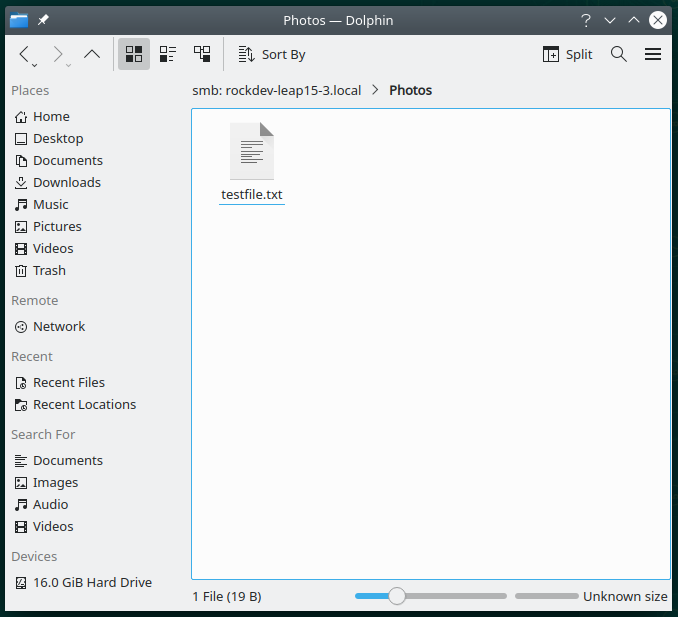 Photos — Dolphin
Sort By
Split
Places
Home
Desktop
Documents
Downloads
Music
Pictures
Videos
Trash
Remote
Network
Recent
Recent Files
Recent Locations
Search For
Documents
Images
Audio
Videos
Devices
16.0 GiB Hard Drive
smb: rockdev-leap15-3.local > Photos
testfile.txt
1 File (19 B)
Unknown size